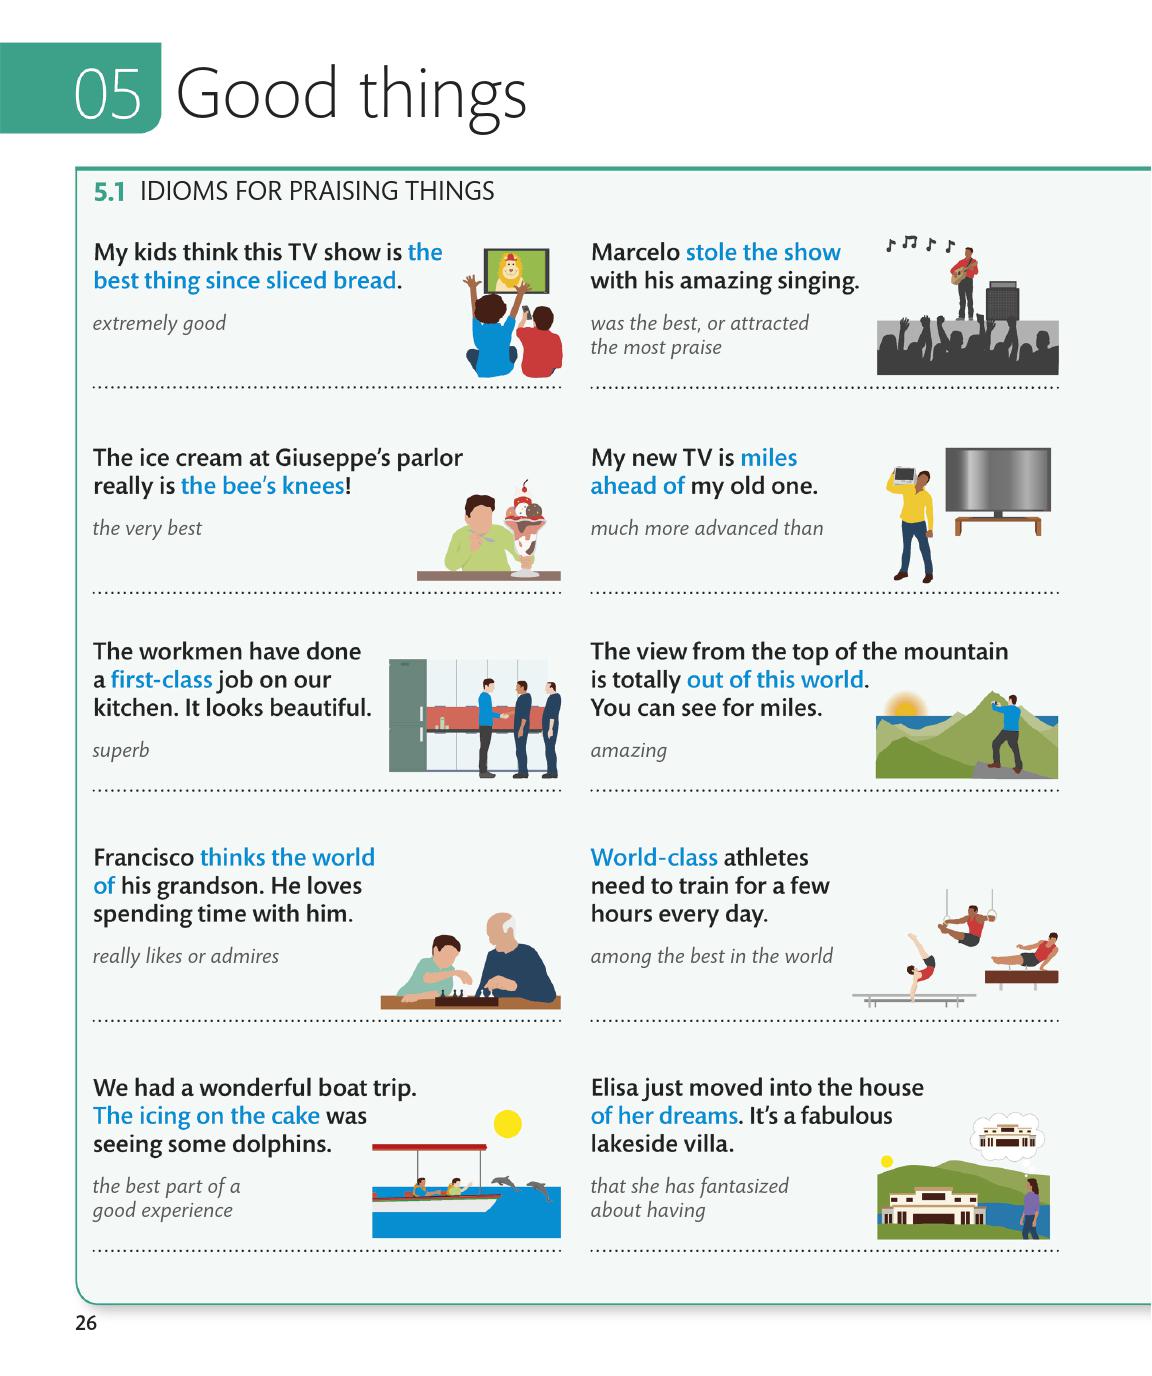 05 Good things
5.1 IDIOMS FOR PRAISING THINGS
My kids think this TV show is the
best thing since sliced bread.
extremely good
Marcelo stole the show
with his amazing singing.
was the best, or attracted
the most praise
The ice cream at Giuseppe’s parlor
really is the bee’s knees!
the very best
My new TV is miles
ahead of my old one.
much more advanced than
The workmen have done
a first-class job on our
kitchen. It looks beautiful.
superb
The view from the top of the mountain
is totally out of this world.
You can see for miles.
amazing
Francisco thinks the world
of his grandson. He loves
spending time with him.
really likes or admires
World-class athletes
need to train for a few
hours every day.
among the best in the world
We had a wonderful boat trip.
The icing on the cake was
seeing some dolphins.
the best part of a
good experience
Elisa just moved into the house
of her dreams. It’s a fabulous
lakeside villa.
that she has fantasized
about having
26